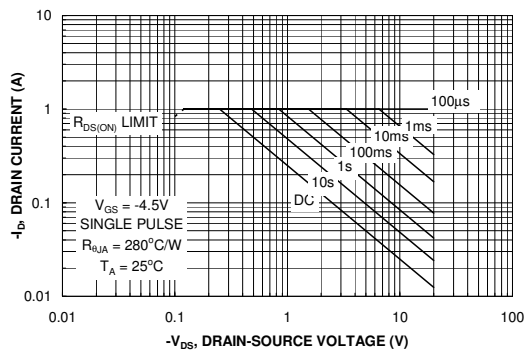 10
1
0.1
0.01
0.01
0.1
1
10
100
-I_D, DRAIN CURRENT (A)
-V_DS, DRAIN-SOURCE VOLTAGE (V)
R_DS(ON) LIMIT
100µs
1ms
10ms
100ms
1s
10s
DC
V_GS = -4.5V
SINGLE PULSE
R_θJA = 280°C/W
T_A = 25°C